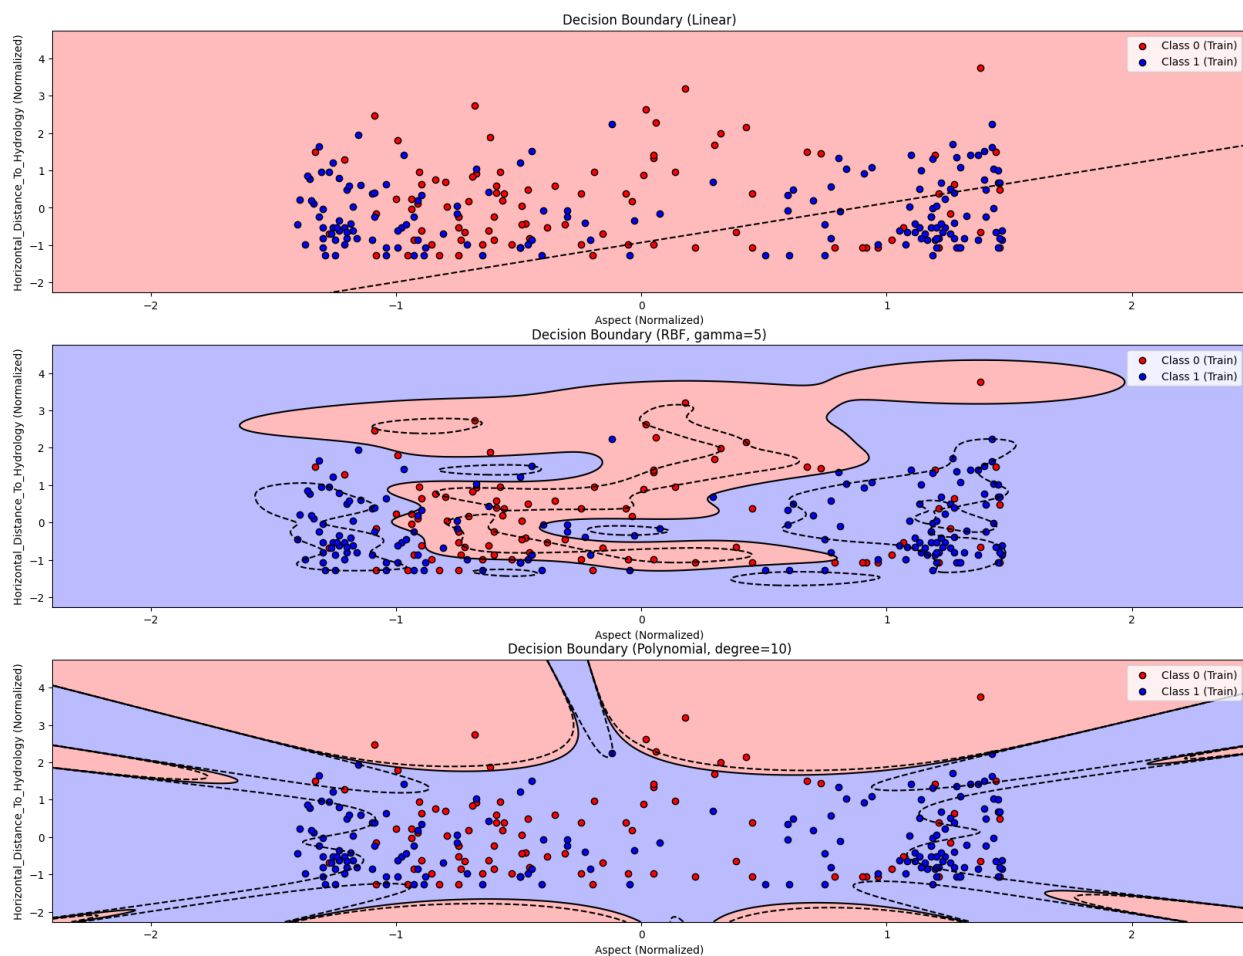 Decision Boundary (Linear)
Horizontal_Distance_To_Hydrology (Normalized)
4
3
2
1
0
−1
−2
Class 0 (Train)
Class 1 (Train)
−2
−1
0
1
2
Aspect (Normalized)
Decision Boundary (RBF, gamma=5)
Horizontal_Distance_To_Hydrology (Normalized)
4
3
2
1
0
−1
−2
Class 0 (Train)
Class 1 (Train)
−2
−1
0
1
2
Aspect (Normalized)
Decision Boundary (Polynomial, degree=10)
Horizontal_Distance_To_Hydrology (Normalized)
4
3
2
1
0
−1
−2
Class 0 (Train)
Class 1 (Train)
−2
−1
0
1
2
Aspect (Normalized)